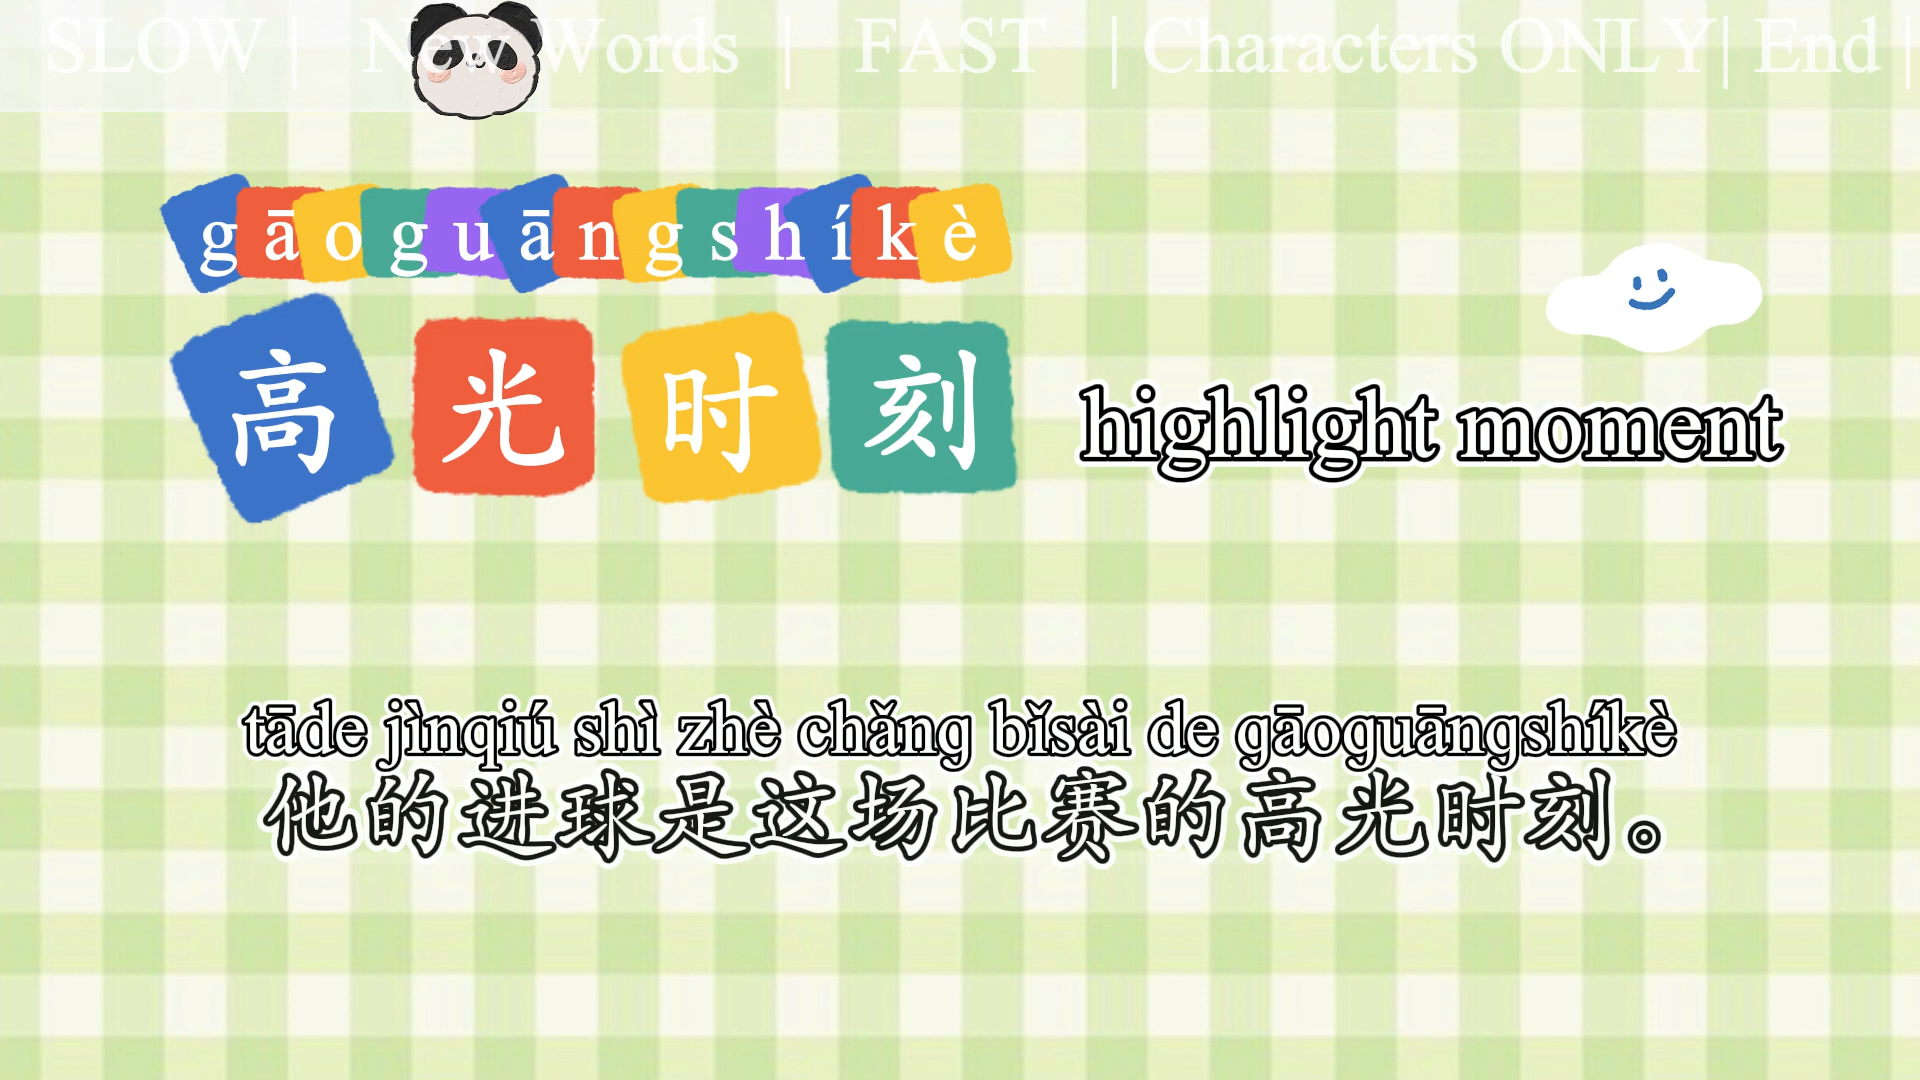 SLOW | New Words | FAST | Characters ONLY| End |
gāoguāngshíkè
高光时刻
highlight moment
tāde jìnqiú shì zhè chǎng bǐsài de gāoguāngshíkè
他的进球是这场比赛的高光时刻。